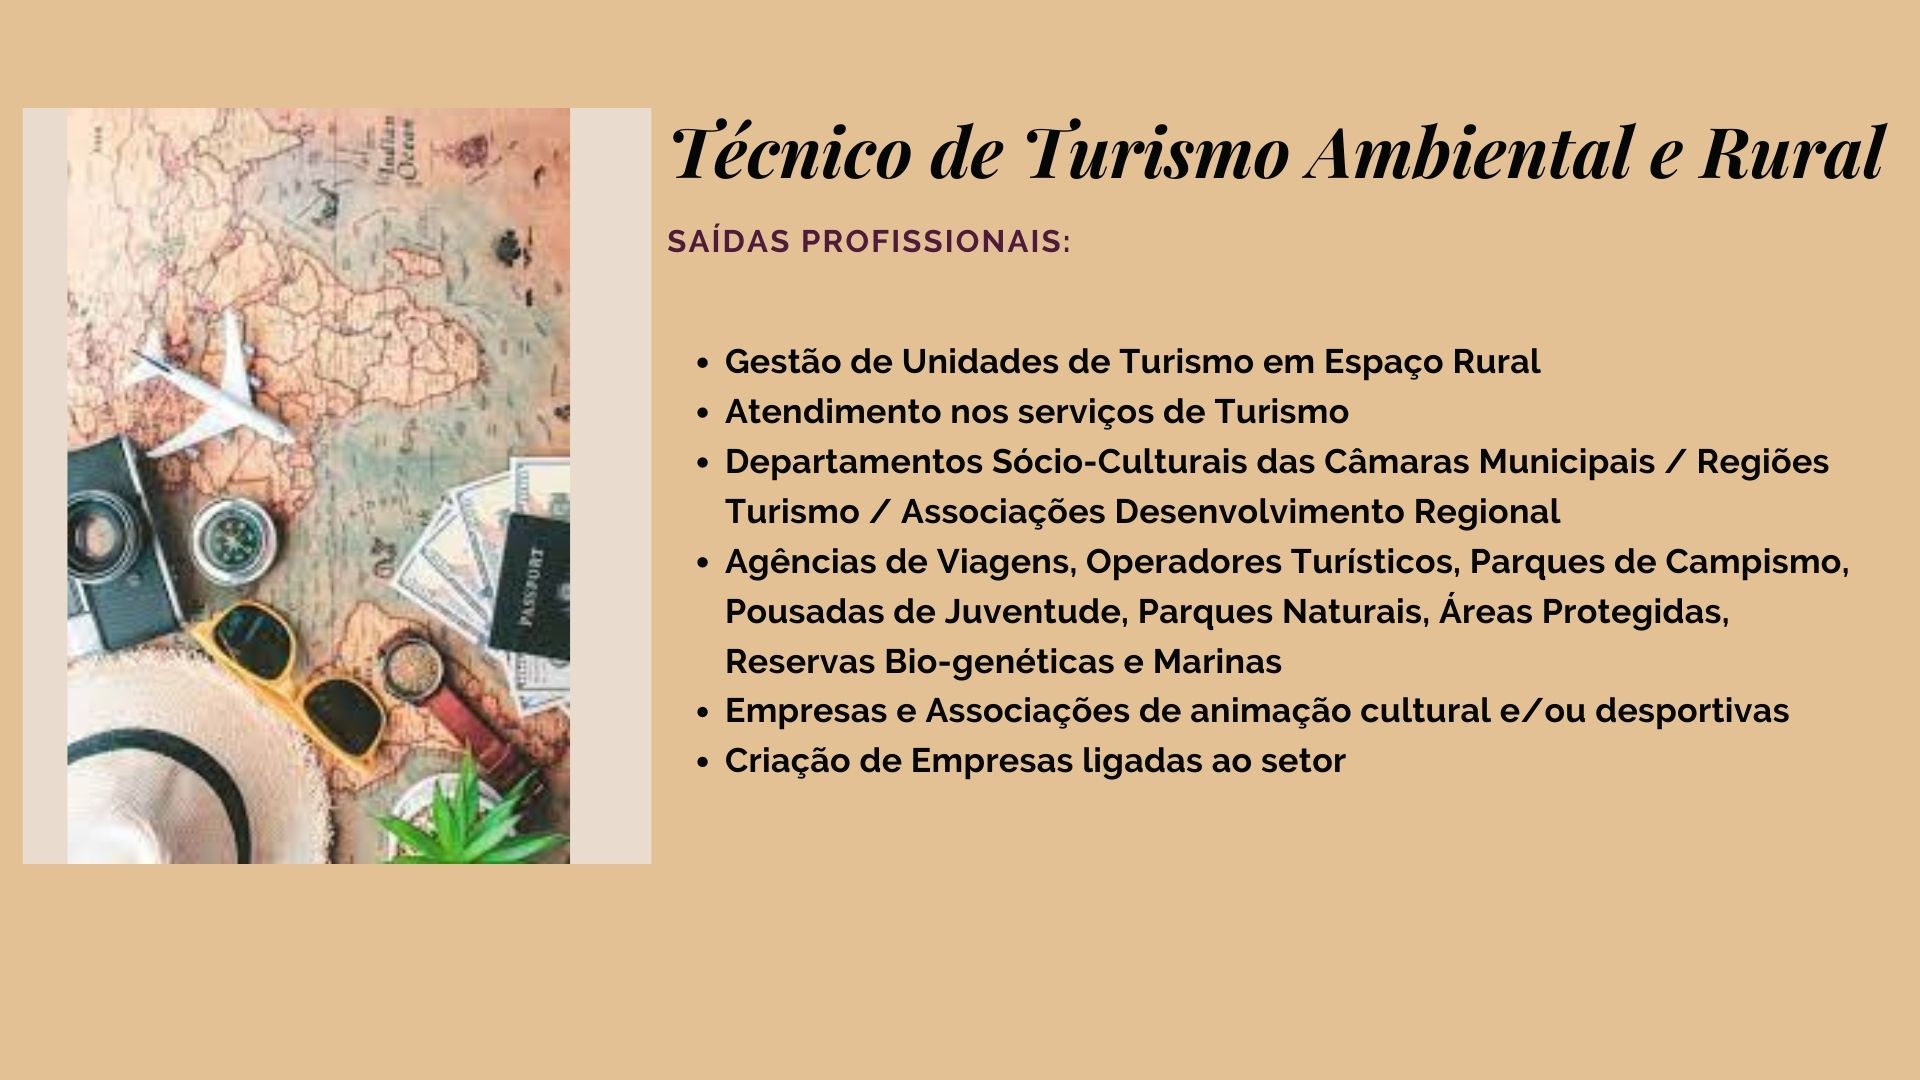 Técnico de Turismo Ambiental e Rural
SAÍDAS PROFISSIONAIS:
• Gestão de Unidades de Turismo em Espaço Rural
• Atendimento nos serviços de Turismo
• Departamentos Sócio-Culturais das Câmaras Municipais / Regiões
Turismo / Associações Desenvolvimento Regional
• Agências de Viagens, Operadores Turísticos, Parques de Campismo,
Pousadas de Juventude, Parques Naturais, Áreas Protegidas,
Reservas Bio-genéticas e Marinas
• Empresas e Associações de animação cultural e/ou desportivas
• Criação de Empresas ligadas ao setor
Indian
Ocean
PASSPORT